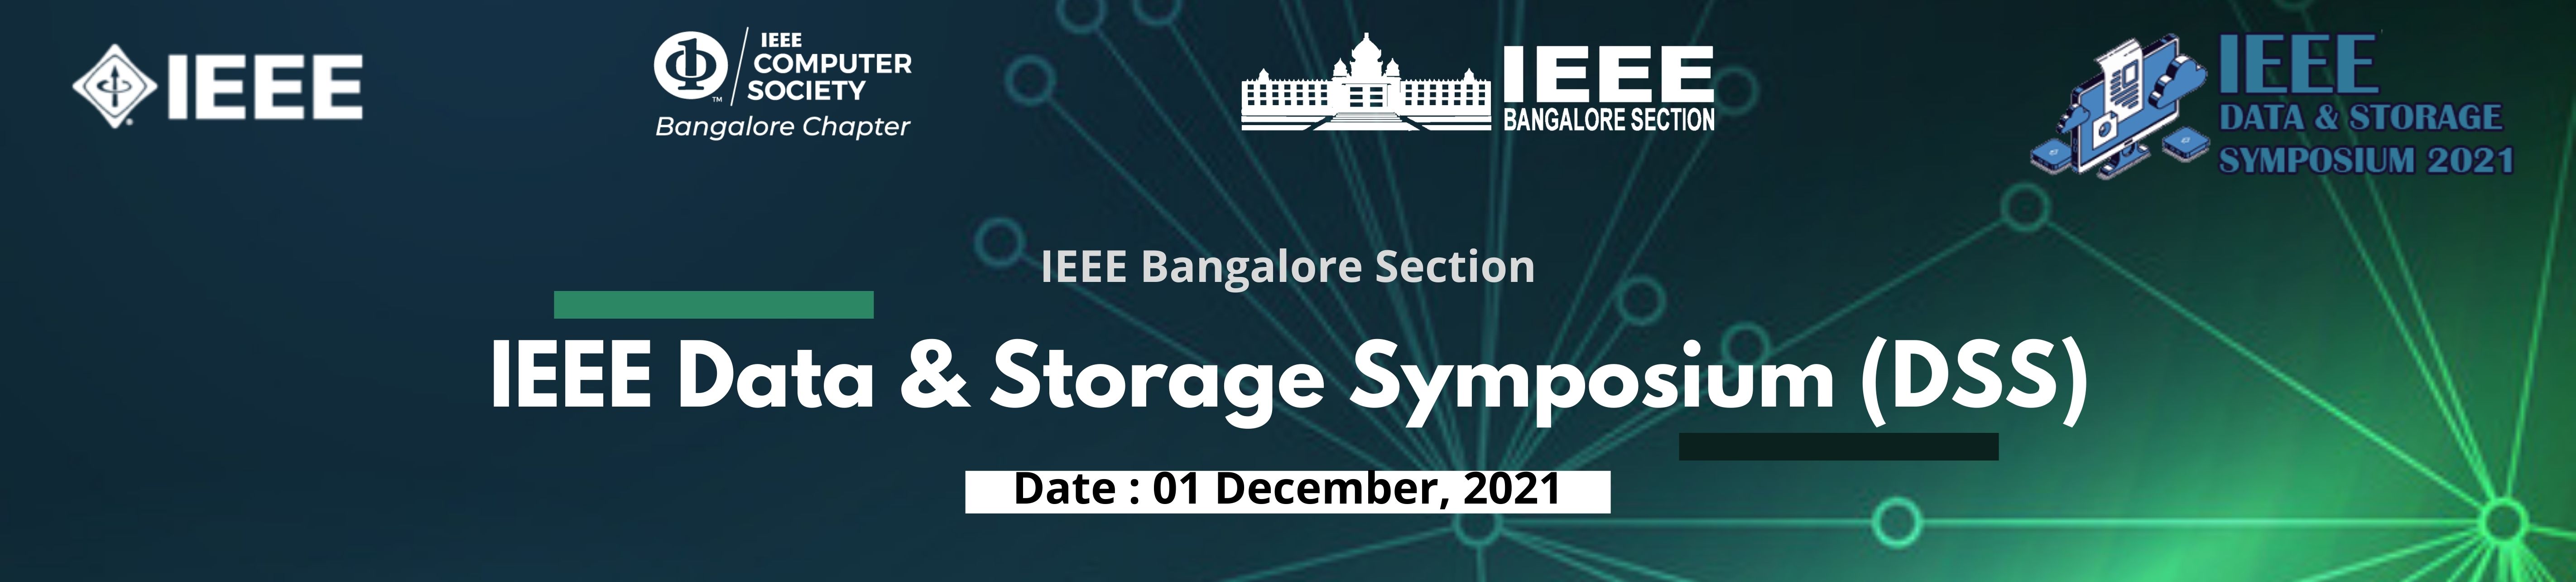 IEEE
IEEE
COMPUTER
SOCIETY
TM
Bangalore Chapter
IEEE
BANGALORE SECTION
IEEE
DATA & STORAGE
SYMPOSIUM 2021
IEEE Bangalore Section
IEEE Data & Storage Symposium (DSS)
Date : 01 December, 2021